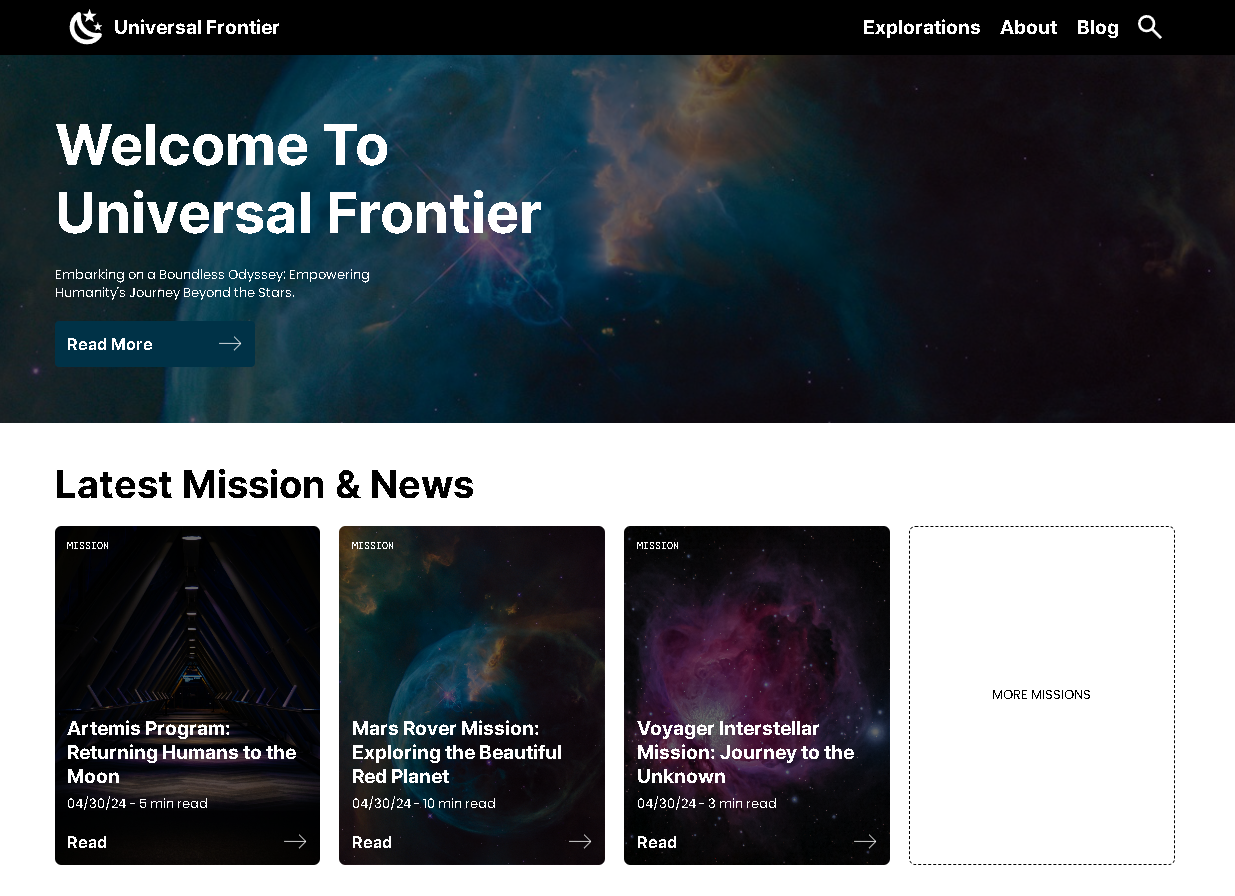 Universal Frontier
Explorations About Blog
Welcome To
Universal Frontier
Embarking on a Boundless Odyssey: Empowering
Humanity's Journey Beyond the Stars.
Read More
Latest Mission & News
MISSION
Artemis Program:
Returning Humans to the
Moon
04/30/24 - 5 min read
Read
MISSION
Mars Rover Mission:
Exploring the Beautiful
Red Planet
04/30/24 - 10 min read
Read
MISSION
Voyager Interstellar
Mission: Journey to the
Unknown
04/30/24 - 3 min read
Read
MORE MISSIONS